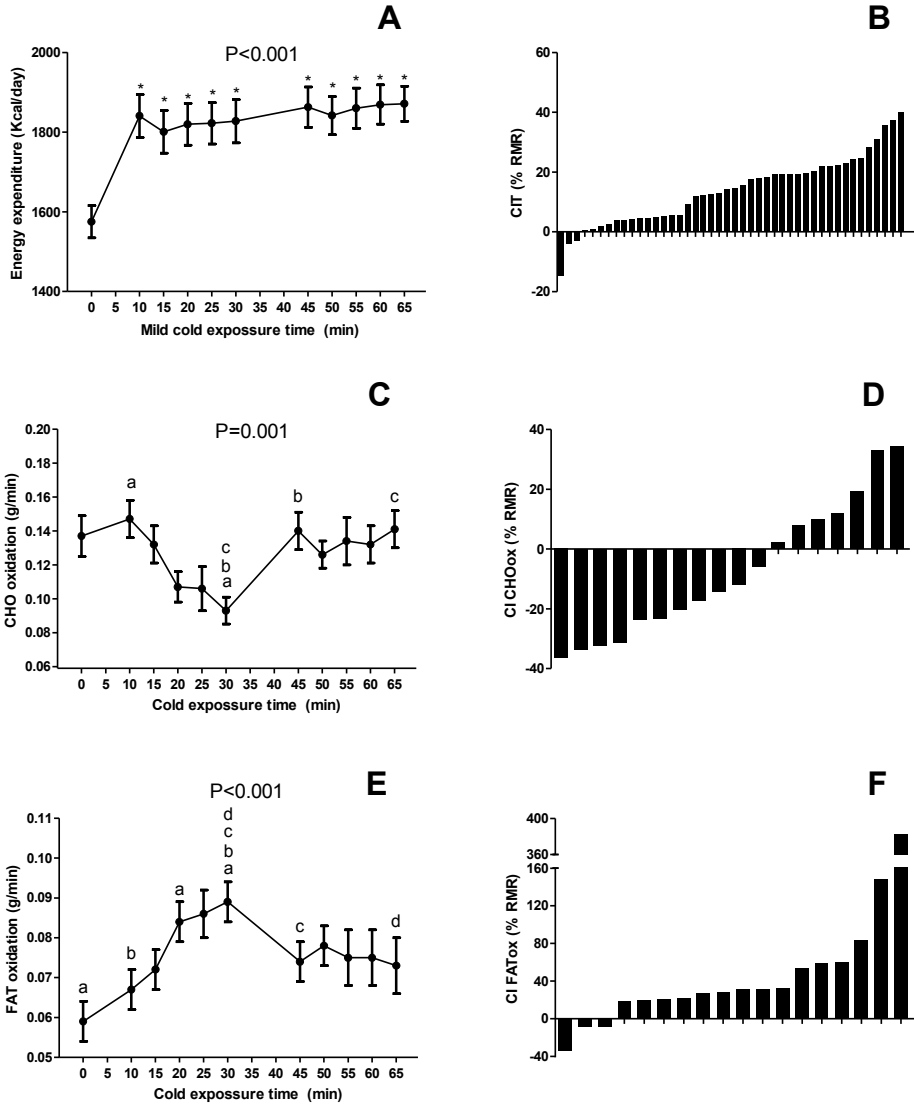 A
P<0.001
Energy expenditure (Kcal/day)
2000
1800
1600
1400
* * * * * * * * * *
0 5 10 15 20 25 30 45 50 55 60 65
Mild cold expossure time (min)
B
CIT (% RMR)
60
40
20
0
-20
C
P=0.001
CHO oxidation (g/min)
0.20
0.18
0.16
0.14
0.12
0.10
0.08
0.06
a
c
b
a
b
c
0 5 10 15 20 25 30 45 50 55 60 65
Cold expossure time (min)
D
CI CHOox (% RMR)
40
20
0
-20
-40
E
P<0.001
FAT oxidation (g/min)
0.11
0.10
0.09
0.08
0.07
0.06
0.05
a
b
a
d
c
b
a
c
d
0 5 10 15 20 25 30 45 50 55 60 65
Cold expossure time (min)
F
CI FATox (% RMR)
400
360
160
120
80
40
0
-40